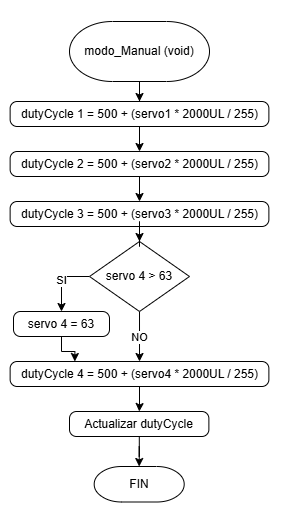 modo_Manual (void)
dutyCycle 1 = 500 + (servo1 * 2000UL / 255)
dutyCycle 2 = 500 + (servo2 * 2000UL / 255)
dutyCycle 3 = 500 + (servo3 * 2000UL / 255)
servo 4 > 63
SI
servo 4 = 63
NO
dutyCycle 4 = 500 + (servo4 * 2000UL / 255)
Actualizar dutyCycle
FIN